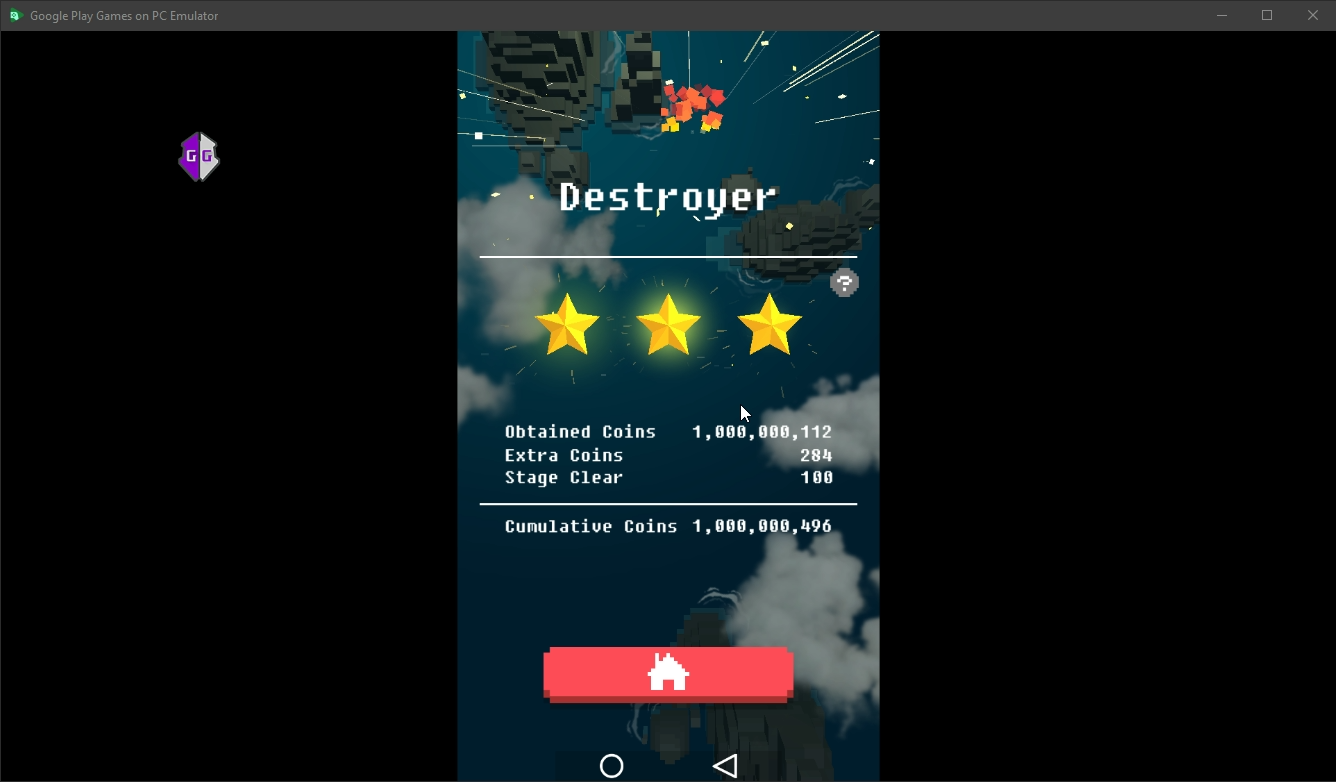 Google Play Games on PC Emulator
GG
Destroyer
?
Obtained Coins 1,000,000,112
Extra Coins 284
Stage Clear 100
Cumulative Coins 1,000,000,496